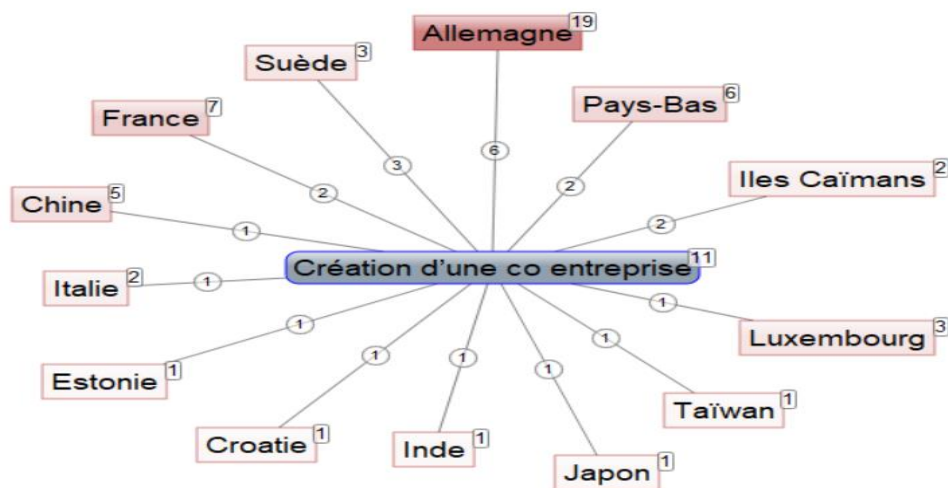 Allemagne 19
Suède 3
Pays-Bas 6
France 7
6
3
2
2
Iles Caïmans 2
2
Chine 5
1
Création d'une co entreprise 11
Italie 2
1
1
Luxembourg 3
1
1
Estonie 1
1
1
1
Taïwan 1
Croatie 1
Inde 1
Japon 1